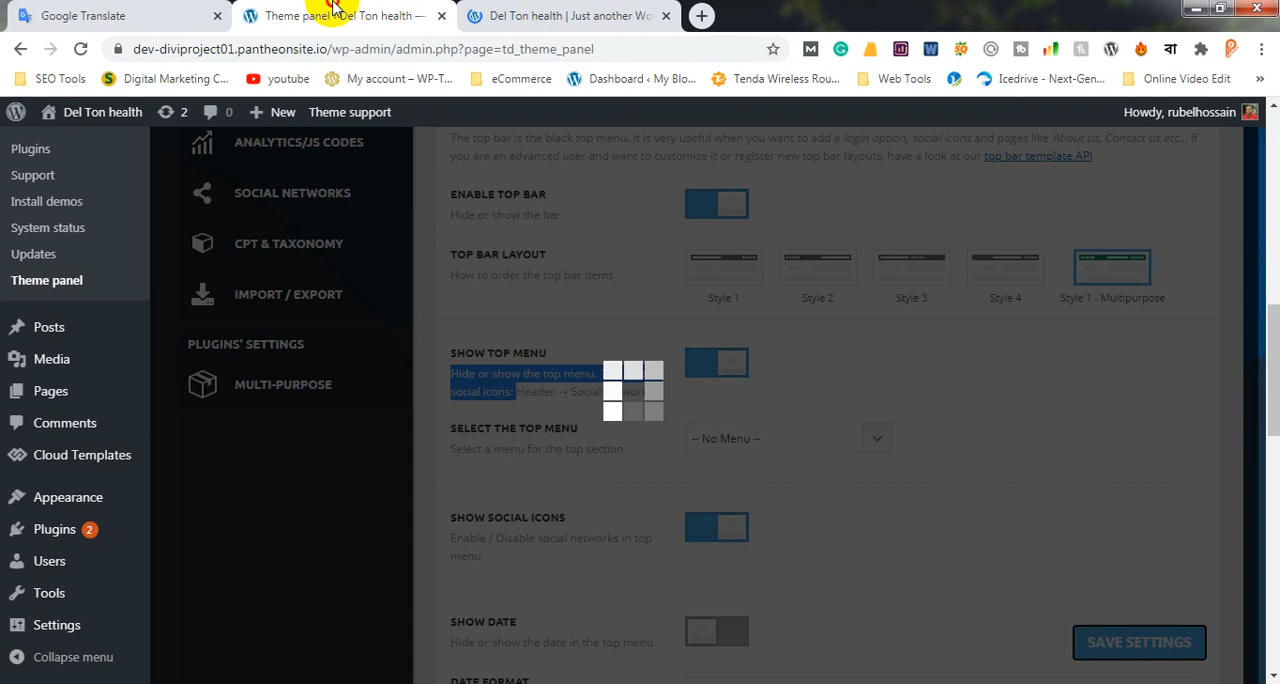 Google Translate
Theme panel - Del Ton health —
Del Ton health | Just another Wo
dev-diviproject01.pantheonsite.io/wp-admin/admin.php?page=td_theme_panel
SEO Tools
Digital Marketing C...
youtube
My account – WP-T...
eCommerce
Dashboard ‹ My Blo...
Tenda Wireless Rou...
Web Tools
Icedrive - Next-Gen...
Online Video Edit
»
Del Ton health
2
0
New
Theme support
Howdy, rubelhossain
Plugins
Support
Install demos
System status
Updates
Theme panel
Posts
Media
Pages
Comments
Cloud Templates
Appearance
Plugins 2
Users
Tools
Settings
Collapse menu
ANALYTICS/JS CODES
SOCIAL NETWORKS
CPT & TAXONOMY
IMPORT / EXPORT
PLUGINS' SETTINGS
MULTI-PURPOSE
The top bar is the black top menu. It is very useful when you want to add a login option, social icons and pages like About us, Contact us etc... If
you are an advanced user and want to customize it or register new top bar layouts, have a look at our top bar template API
ENABLE TOP BAR
Hide or show the bar.
TOP BAR LAYOUT
How to order the top bar items
Style 1
Style 2
Style 3
Style 4
Style 1 - Multipurpose
SHOW TOP MENU
Hide or show the top menu.
social icons: Header → Social
SELECT THE TOP MENU
Select a menu for the top section
-- No Menu --
SHOW SOCIAL ICONS
Enable / Disable social networks in top
menu
SHOW DATE
Hide or show the date in the top menu
SAVE SETTINGS
DATE FORMAT